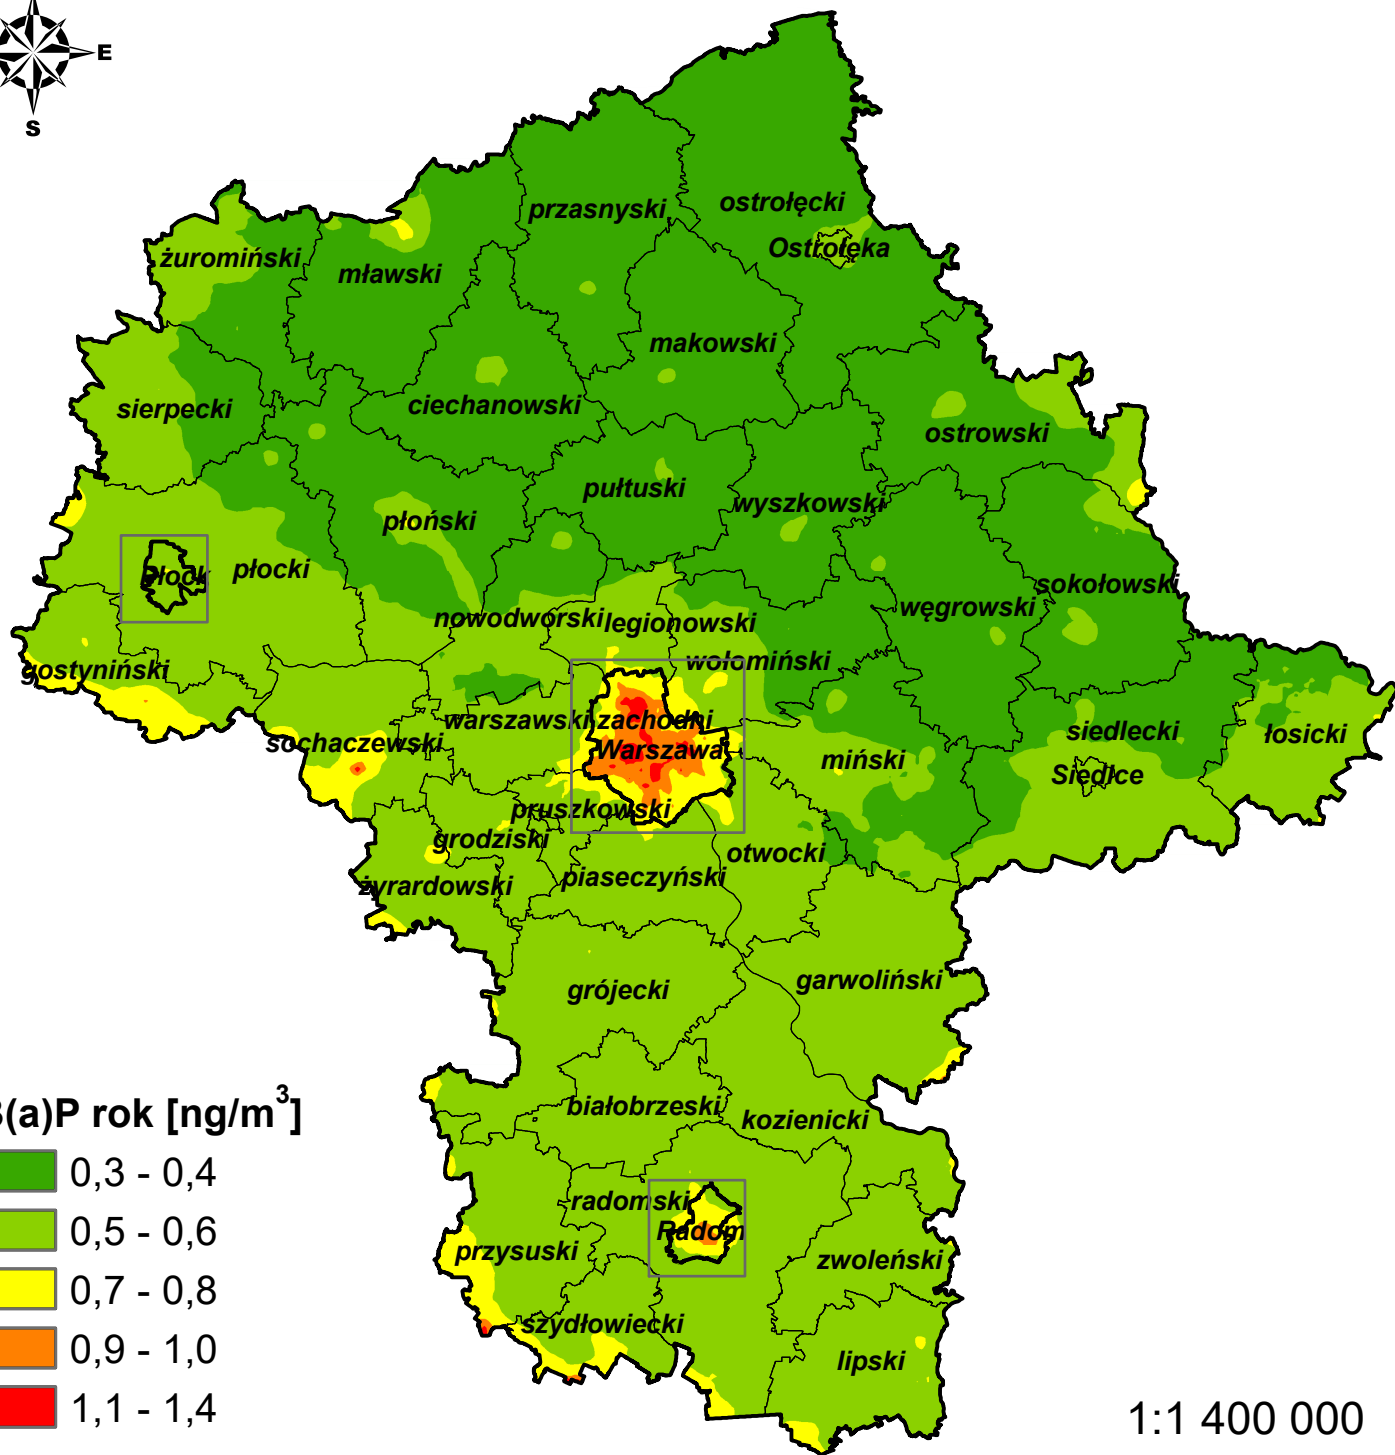 E
S
przasnyski
ostrołęcki
Ostrołęka
żuromiński
mławski
makowski
sierpecki
ciechanowski
ostrowski
pułtuski
wyszkowski
płoński
Płock
płocki
sokołowski
węgrowski
nowodworski
legionowski
wołomiński
gostyniński
warszawski zachodni
siedlecki
łosicki
sochaczewski
Warszawa
miński
Siedlce
pruszkowski
grodziski
otwocki
żyrardowski
piaseczyński
grójecki
garwoliński
białobrzeski
kozienicki
radomski
Radom
przysuski
zwoleński
szydłowiecki
lipski
B(a)P rok [ng/m³]
0,3 - 0,4
0,5 - 0,6
0,7 - 0,8
0,9 - 1,0
1,1 - 1,4
1:1 400 000